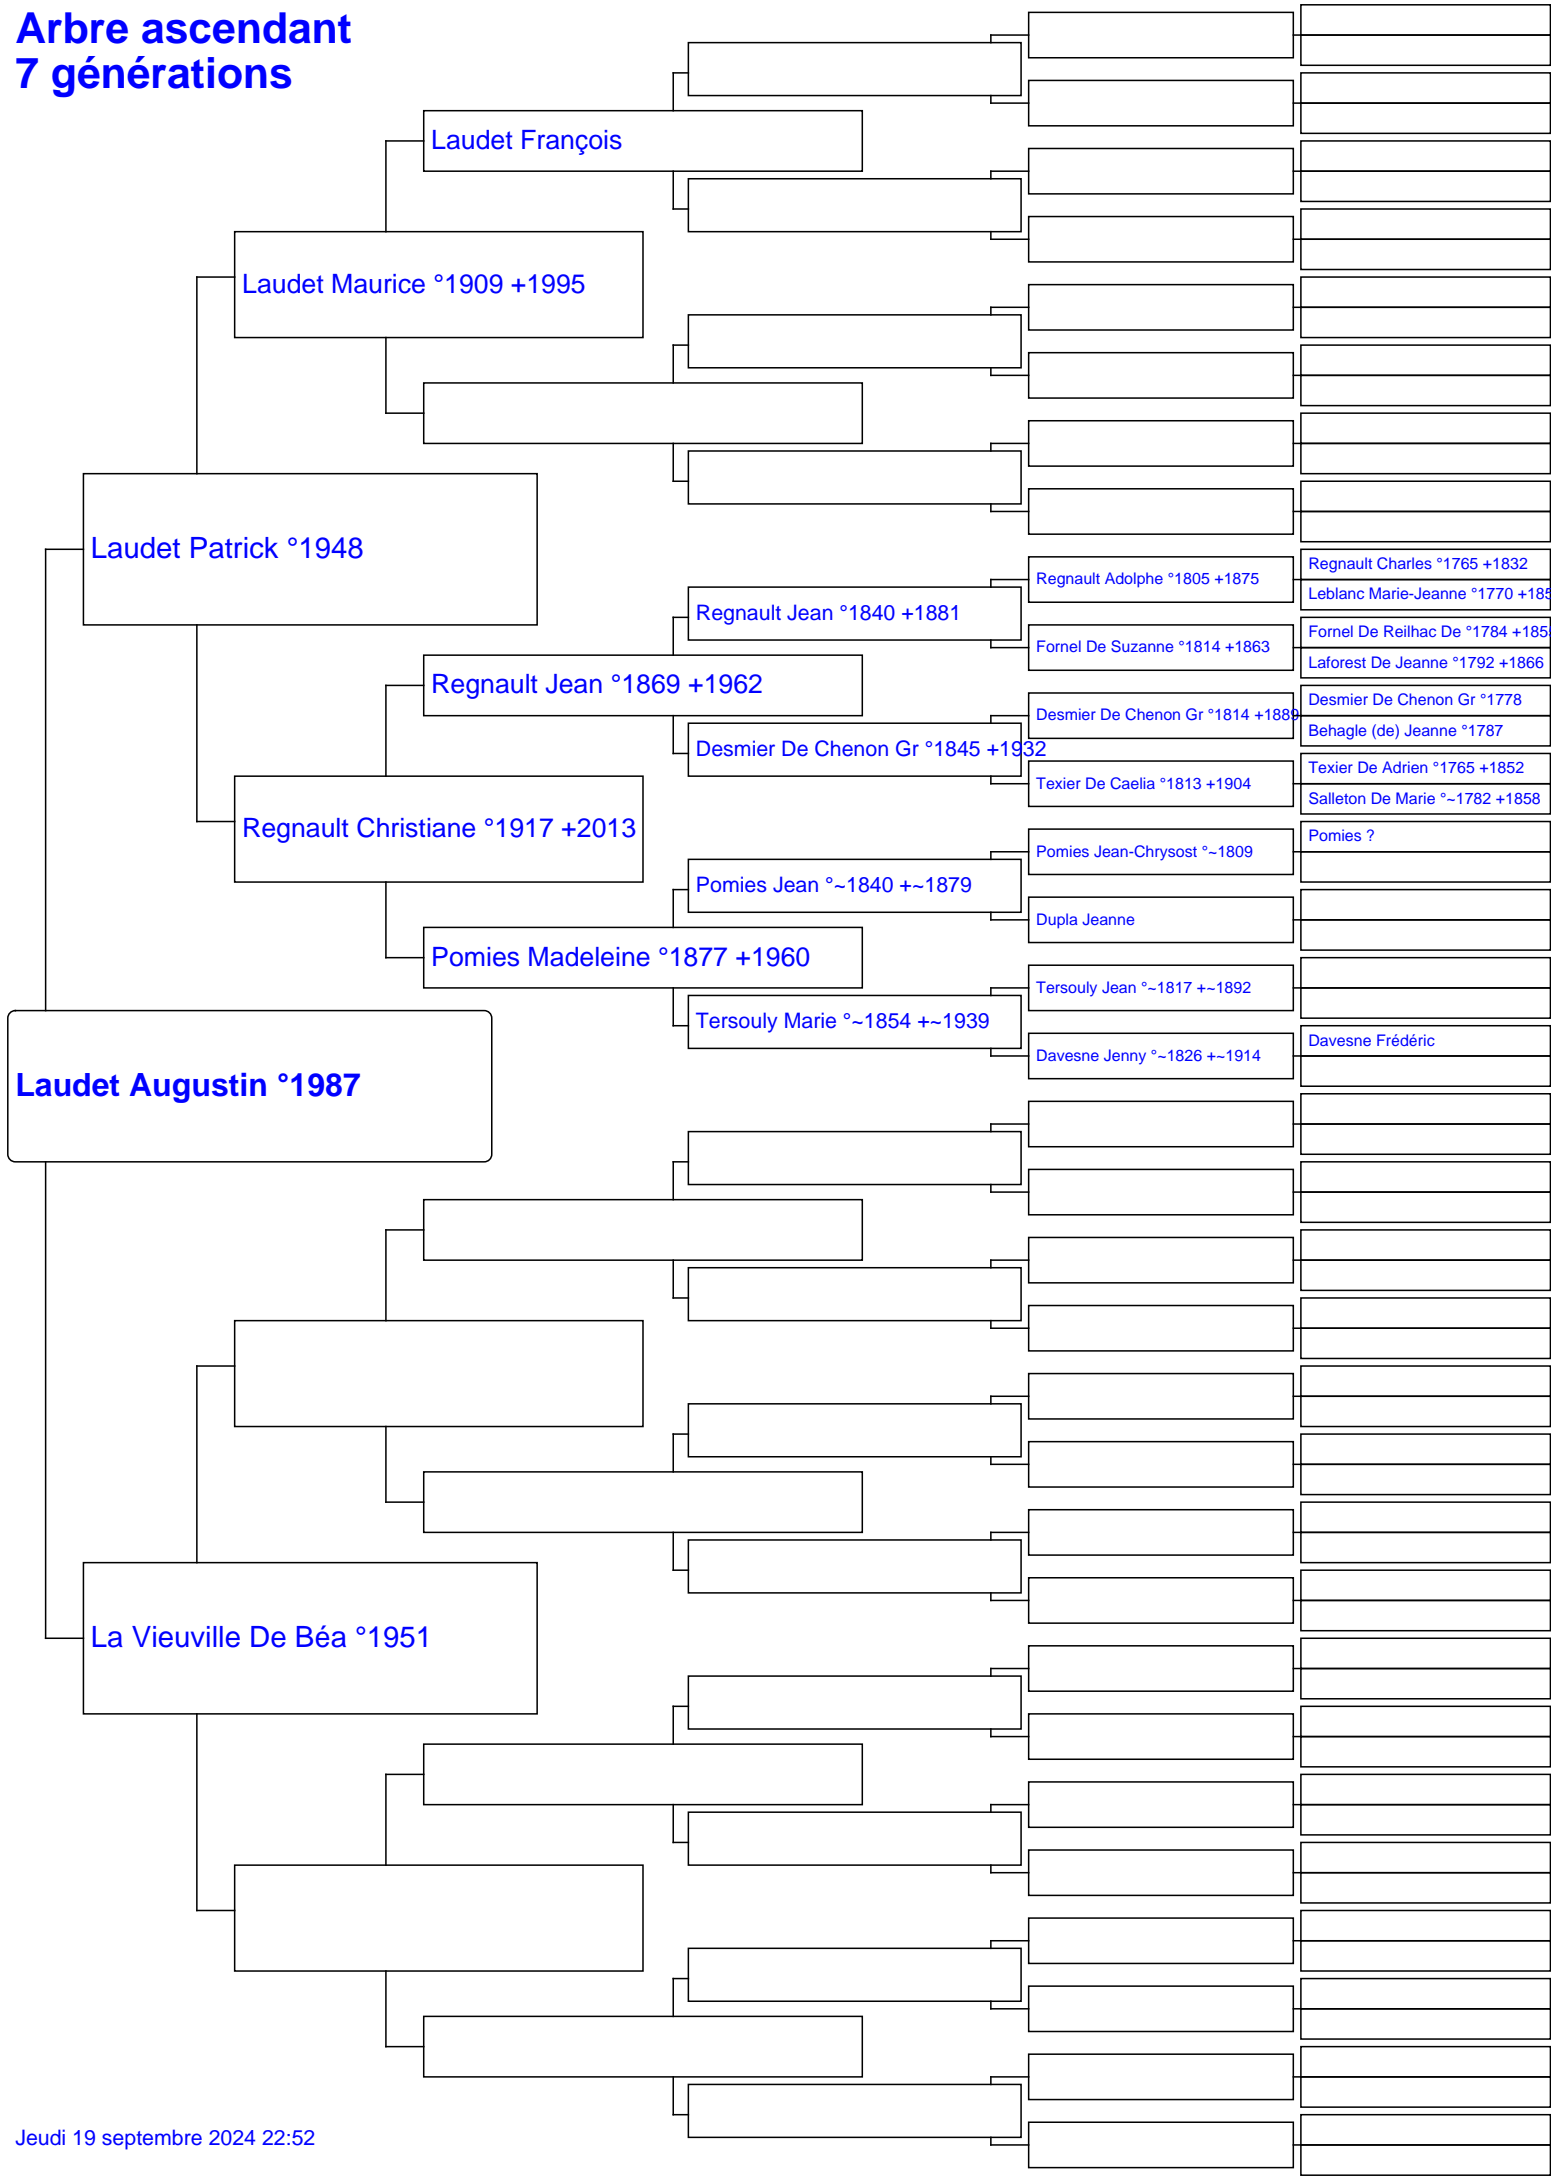 Arbre ascendant
7 générations
Laudet François
Laudet Maurice °1909 +1995
Laudet Patrick °1948
Regnault Charles °1765 +1832
Regnault Adolphe °1805 +1875
Leblanc Marie-Jeanne °1770 +185
Regnault Jean °1840 +1881
Fornel De Reilhac De °1784 +185
Fornel De Suzanne °1814 +1863
Laforest De Jeanne °1792 +1866
Regnault Jean °1869 +1962
Desmier De Chenon Gr °1778
Desmier De Chenon Gr °1814 +1889
Behagle (de) Jeanne °1787
Desmier De Chenon Gr °1845 +1932
Texier De Adrien °1765 +1852
Texier De Caelia °1813 +1904
Salleton De Marie °~1782 +1858
Regnault Christiane °1917 +2013
Pomies ?
Pomies Jean-Chrysost °~1809
Pomies Jean °~1840 +~1879
Dupla Jeanne
Pomies Madeleine °1877 +1960
Tersouly Jean °~1817 +~1892
Tersouly Marie °~1854 +~1939
Davesne Frédéric
Davesne Jenny °~1826 +~1914
Laudet Augustin °1987
La Vieuville De Béa °1951
Jeudi 19 septembre 2024 22:52